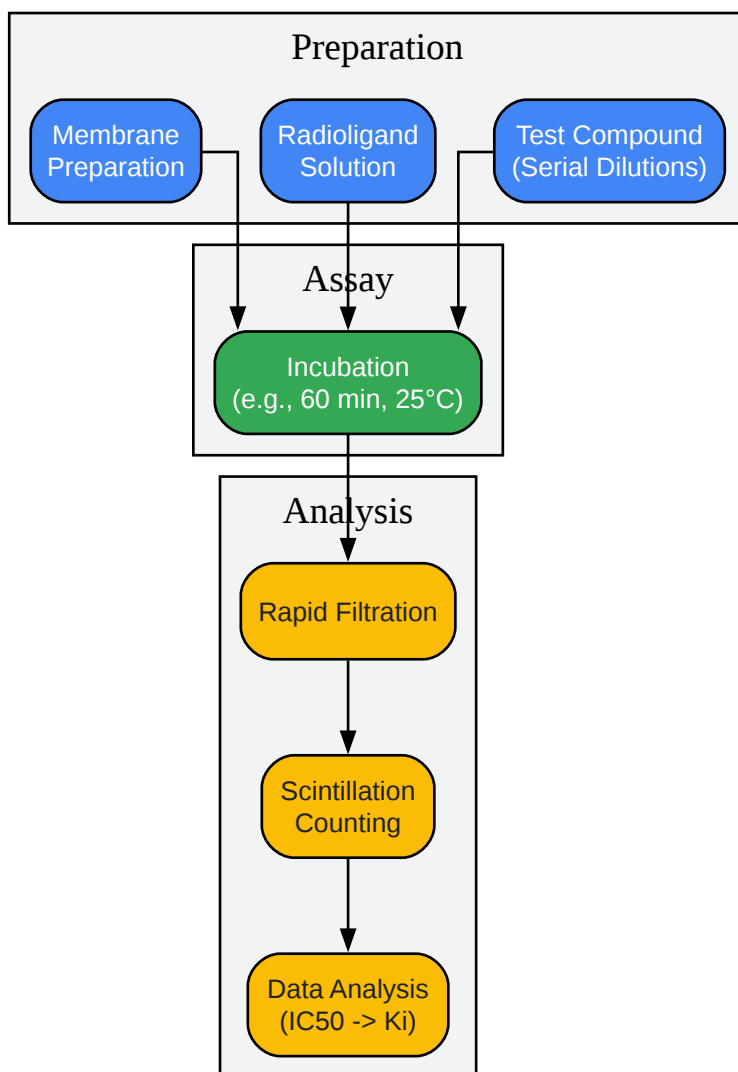 Preparation
Membrane
Preparation
Radioligand
Solution
Test Compound
(Serial Dilutions)
Assay
Incubation
(e.g., 60 min, 25°C)
Analysis
Rapid Filtration
Scintillation
Counting
Data Analysis
(IC50 -> Ki)